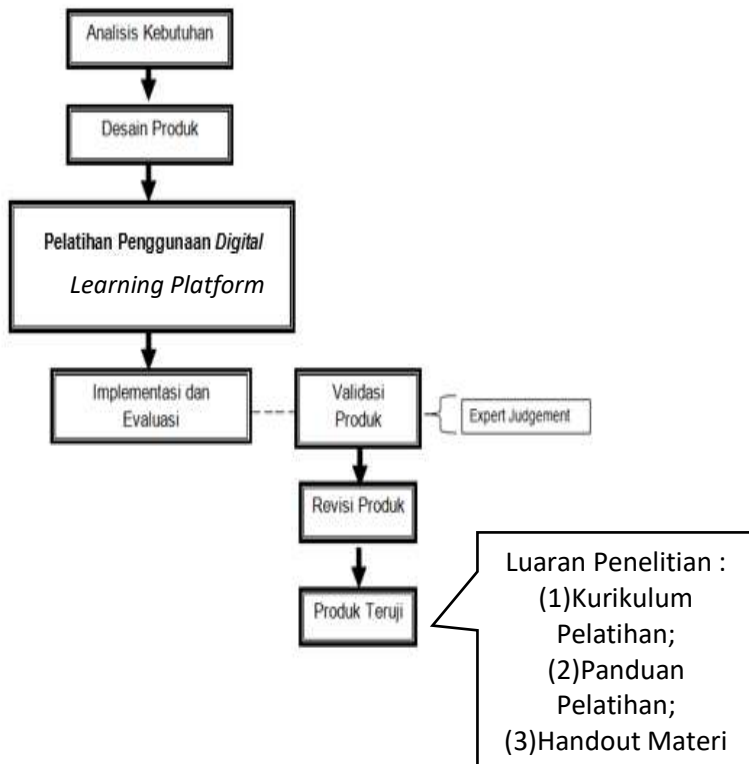 Analisis Kebutuhan
Desain Produk
Pelatihan Penggunaan Digital
Learning Platform
Implementasi dan
Evaluasi
Validasi
Produk
Expert Judgement
Revisi Produk
Produk Teruji
Luaran Penelitian :
(1)Kurikulum
Pelatihan;
(2)Panduan
Pelatihan;
(3)Handout Materi